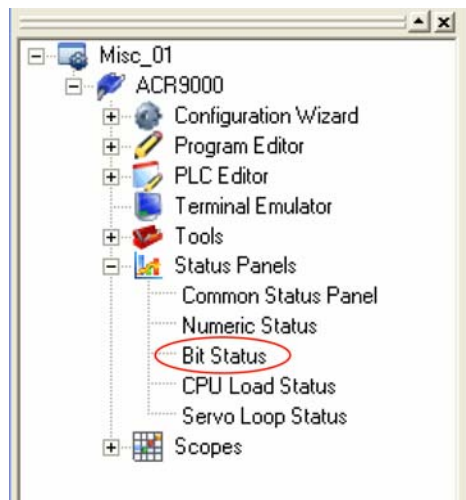 Misc_01
ACR9000
Configuration Wizard
Program Editor
PLC Editor
Terminal Emulator
Tools
Status Panels
Common Status Panel
Numeric Status
Bit Status
CPU Load Status
Servo Loop Status
Scopes